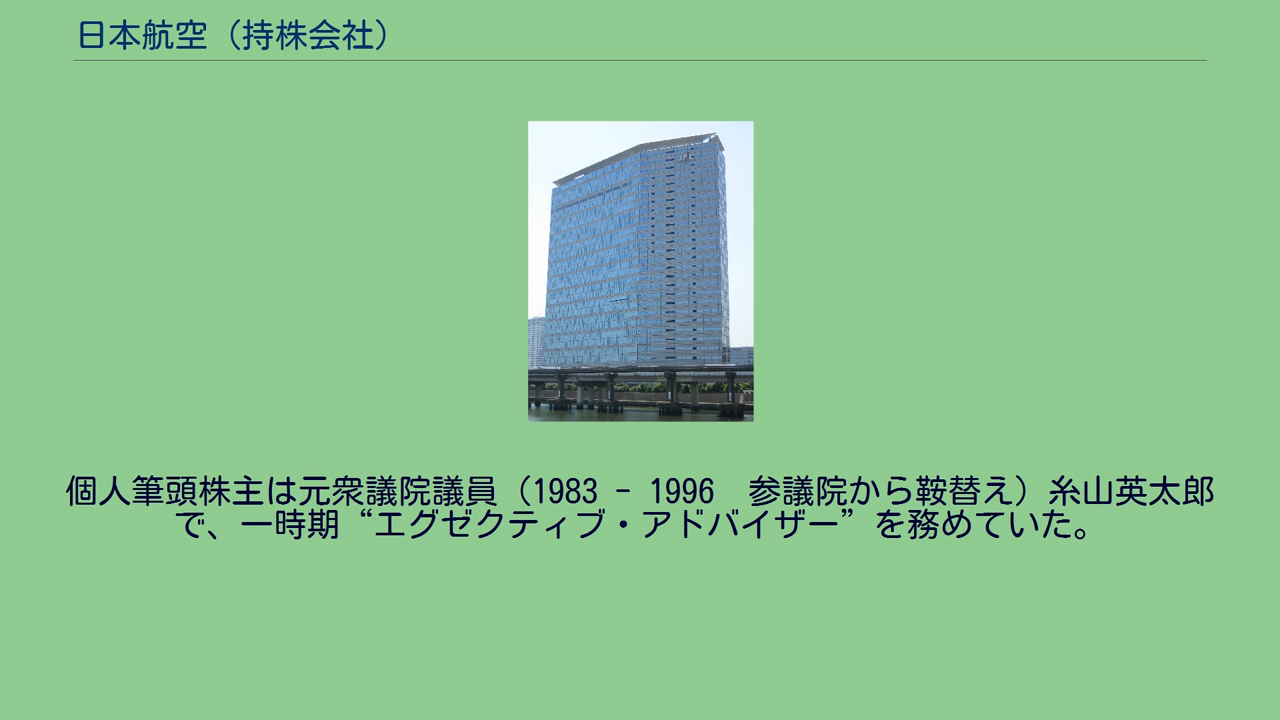 日本航空（持株会社）
個人筆頭株主は元衆議院議員（1983 - 1996　参議院から鞍替え）糸山英太郎
で、一時期“エグゼクティブ・アドバイザー”を務めていた。